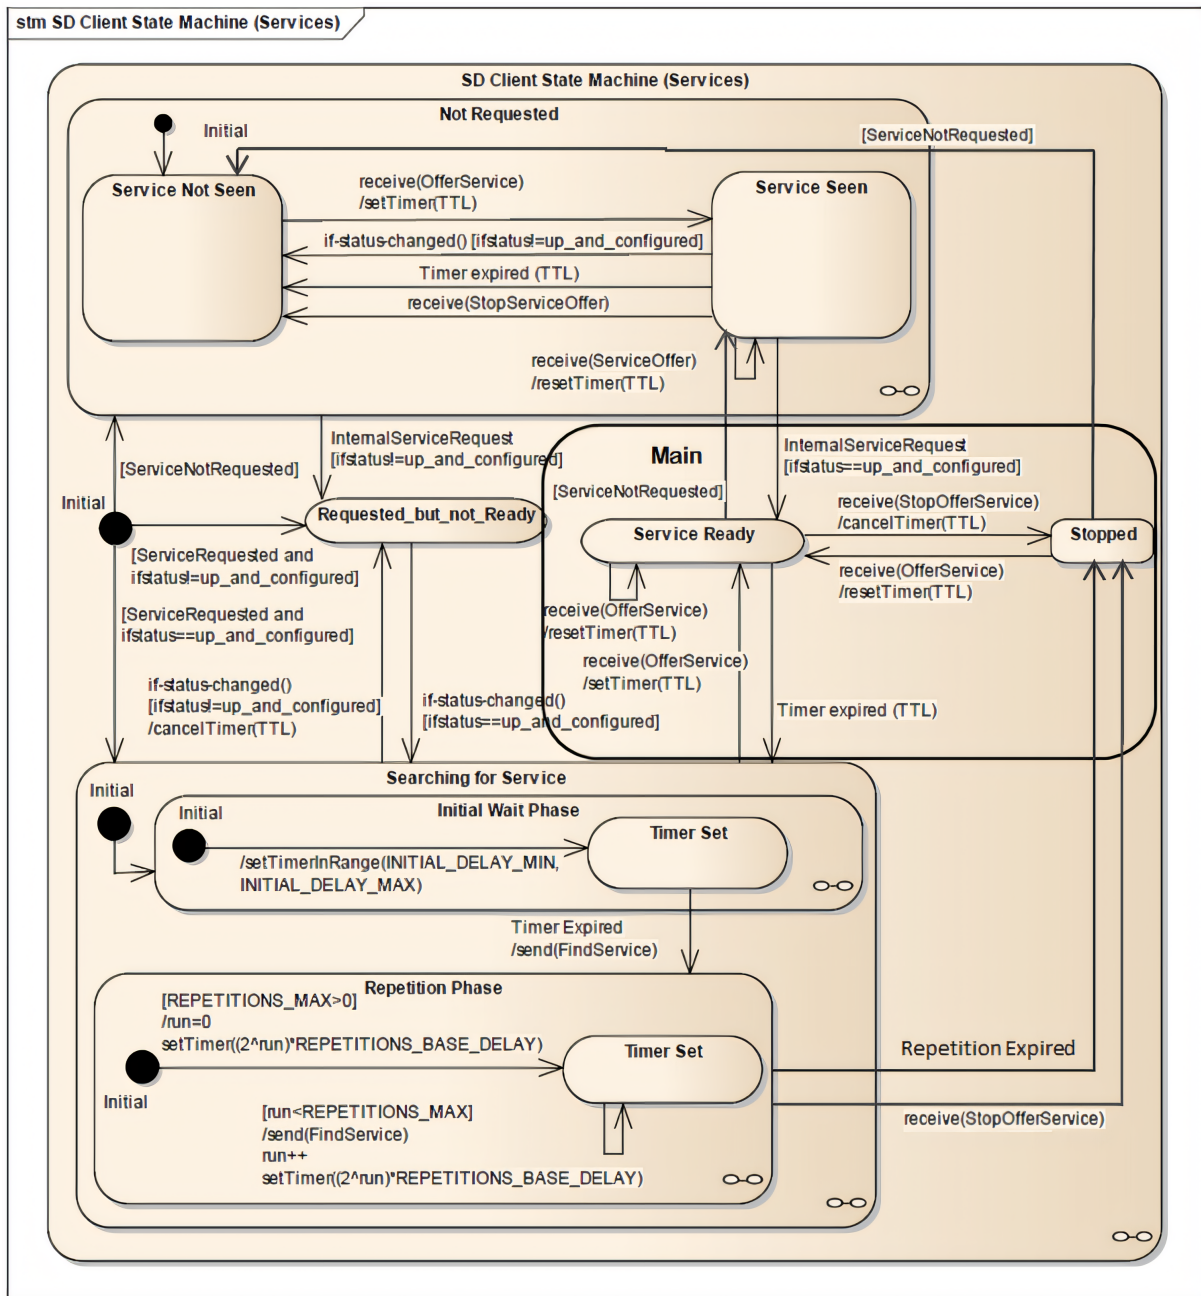 stm SD Client State Machine (Services)
SD Client State Machine (Services)
Not Requested
Initial
[ServiceNotRequested]
Service Not Seen
Service Seen
receive(OfferService)
/setTimer(TTL)
if-status-changed() [ifstatus!=up_and_configured]
Timer expired (TTL)
receive(StopServiceOffer)
receive(ServiceOffer)
/resetTimer(TTL)
InternalServiceRequest
[ifstatus!=up_and_configured]
Main
InternalServiceRequest
[ifstatus==up_and_configured]
[ServiceNotRequested]
[ServiceNotRequested]
Initial
Requested_but_not_Ready
receive(StopOfferService)
/cancelTimer(TTL)
Service Ready
Stopped
[ServiceRequested and
ifstatus!=up_and_configured]
receive(OfferService)
/resetTimer(TTL)
[ServiceRequested and
ifstatus==up_and_configured]
receive(OfferService)
/resetTimer(TTL)
receive(OfferService)
/setTimer(TTL)
if-status-changed()
[ifstatus!=up_and_configured]
/cancelTimer(TTL)
if-status-changed()
[ifstatus==up_and_configured]
Timer expired (TTL)
Searching for Service
Initial
Initial Wait Phase
Initial
Timer Set
/setTimerInRange(INITIAL_DELAY_MIN,
INITIAL_DELAY_MAX)
Timer Expired
/send(FindService)
Repetition Phase
[REPETITIONS_MAX>0]
/run=0
setTimer((2^run)*REPETITIONS_BASE_DELAY)
Timer Set
Initial
Repetition Expired
[run<REPETITIONS_MAX]
/send(FindService)
run++
setTimer((2^run)*REPETITIONS_BASE_DELAY)
receive(StopOfferService)